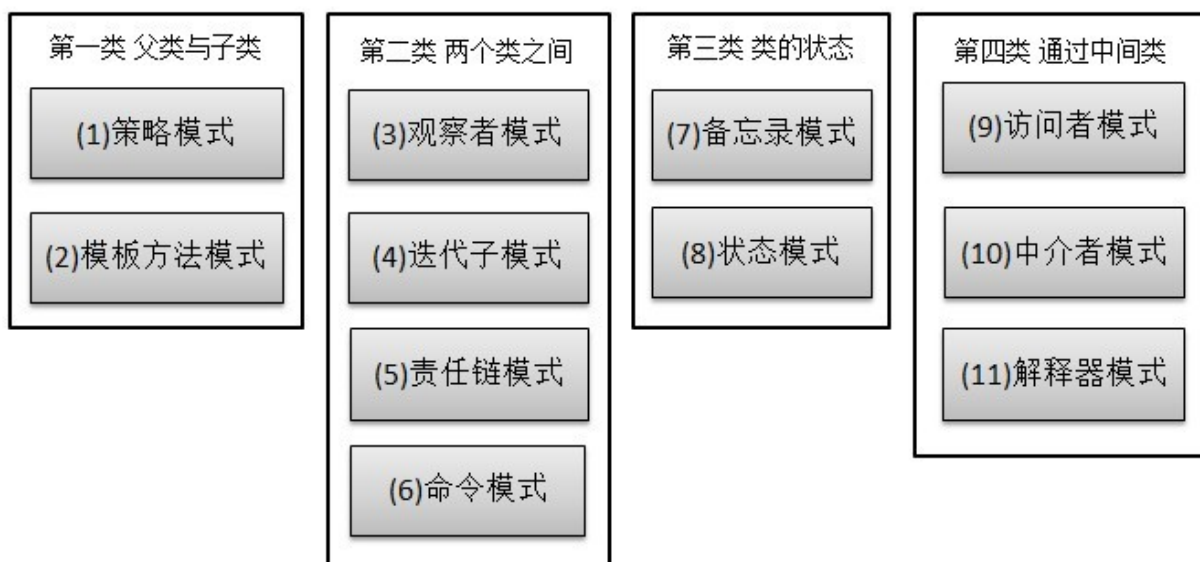 第一类 父类与子类
(1)策略模式
(2)模板方法模式
第二类 两个类之间
(3)观察者模式
(4)迭代子模式
(5)责任链模式
(6)命令模式
第三类 类的状态
(7)备忘录模式
(8)状态模式
第四类 通过中间类
(9)访问者模式
(10)中介者模式
(11)解释器模式